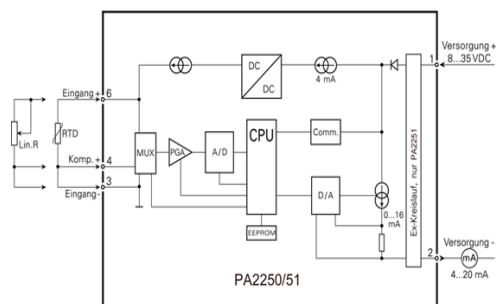 Versorgung +
8...35 VDC
1
DC
DC
4 mA
Eingang+
6
Lin.R
RTD
MUX
PGA
A/D
CPU
Comm.
Komp. +
4
3
Eingang-
D/A
0...16
mA
EEPROM
Ex-Kreislauf, nur PA2251
2
Versorgung -
mA
4...20 mA
PA2250/51